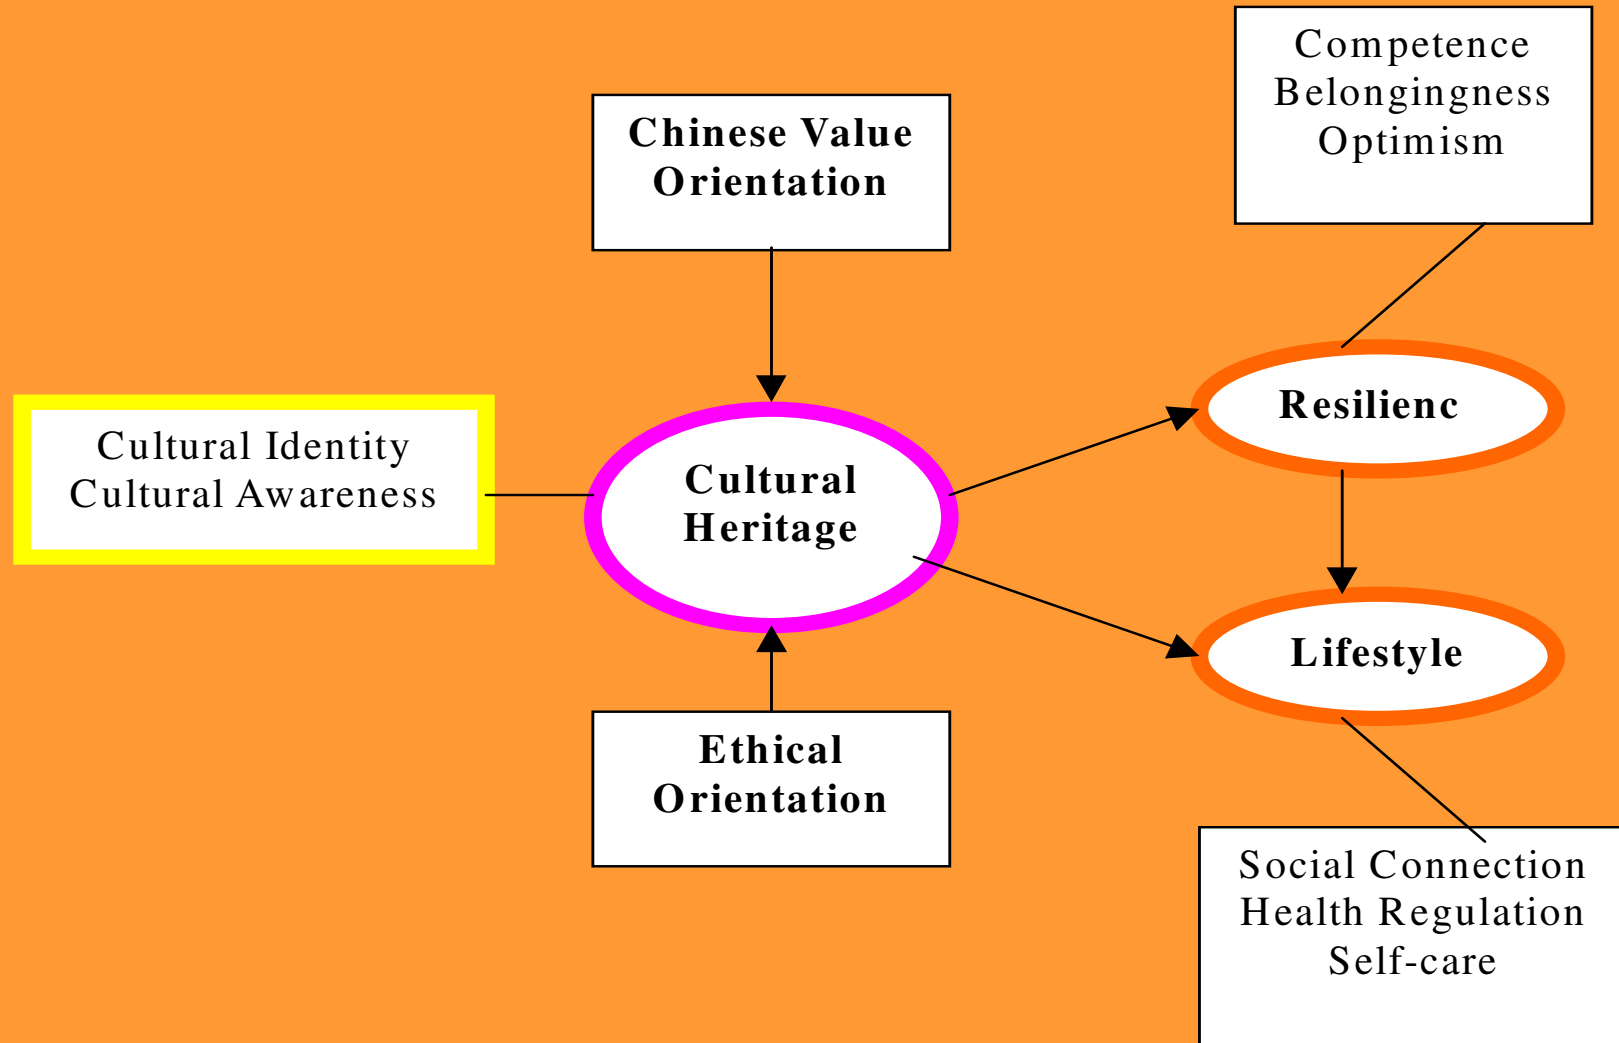 Competence
Belongingness
Optimism
Chinese Value
Orientation
Cultural Identity
Cultural Awareness
Cultural
Heritage
Resilienc
Lifestyle
Ethical
Orientation
Social Connection
Health Regulation
Self-care